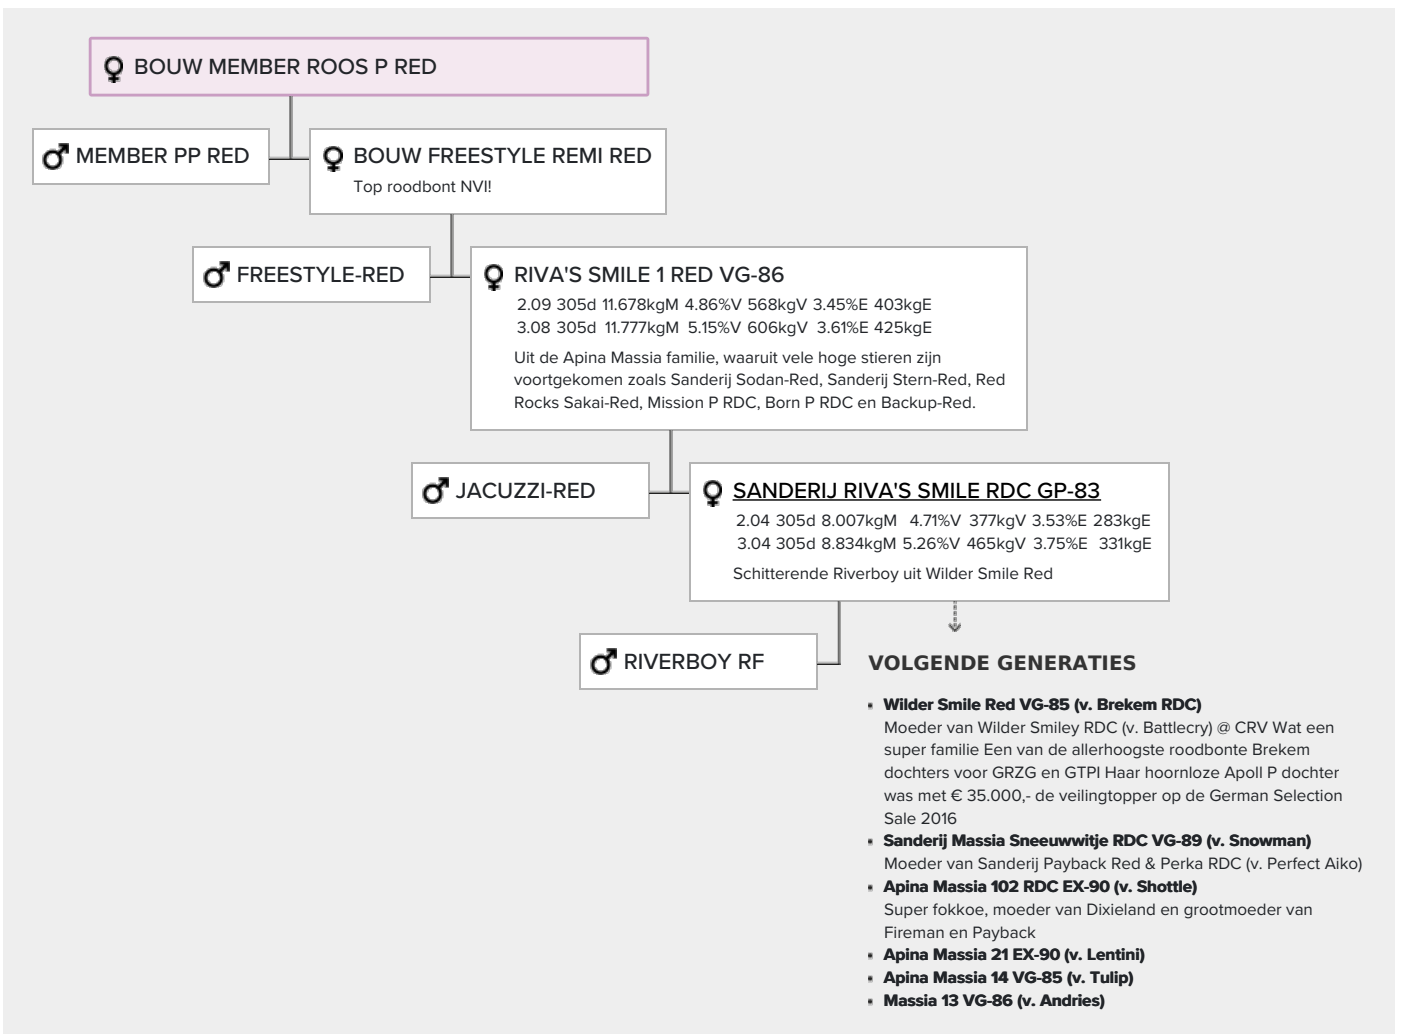 BOUW MEMBER ROOS P RED
MEMBER PP RED
BOUW FREESTYLE REMI RED
Top roodbont NVI!
FREESTYLE-RED
RIVA'S SMILE 1 RED VG-86
2.09 305d 11.678kgM 4.86%V 568kgV 3.45%E 403kgE
3.08 305d 11.777kgM 5.15%V 606kgV 3.61%E 425kgE
Uit de Apina Massia familie, waaruit vele hoge stieren zijn
voortgekomen zoals Sanderij Sodan-Red, Sanderij Stern-Red, Red
Rocks Sakai-Red, Mission P RDC, Born P RDC en Backup-Red.
JACUZZI-RED
SANDERIJ RIVA'S SMILE RDC GP-83
2.04 305d 8.007kgM 4.71%V 377kgV 3.53%E 283kgE
3.04 305d 8.834kgM 5.26%V 465kgV 3.75%E 331kgE
Schitterende Riverboy uit Wilder Smile Red
RIVERBOY RF
VOLGENDE GENERATIES
Wilder Smile Red VG-85 (v. Brekem RDC)
Moeder van Wilder Smiley RDC (v. Battlecry) @ CRV Wat een
super familie Een van de allerhoogste roodbonte Brekem
dochters voor GRZG en GTPI Haar hoornloze Apoll P dochter
was met € 35.000,- de veilingtopper op de German Selection
Sale 2016
Sanderij Massia Sneeuwwitje RDC VG-89 (v. Snowman)
Moeder van Sanderij Payback Red & Perka RDC (v. Perfect Aiko)
Apina Massia 102 RDC EX-90 (v. Shottle)
Super fokkoe, moeder van Dixieland en grootmoeder van
Fireman en Payback
Apina Massia 21 EX-90 (v. Lentini)
Apina Massia 14 VG-85 (v. Tulip)
Massia 13 VG-86 (v. Andries)